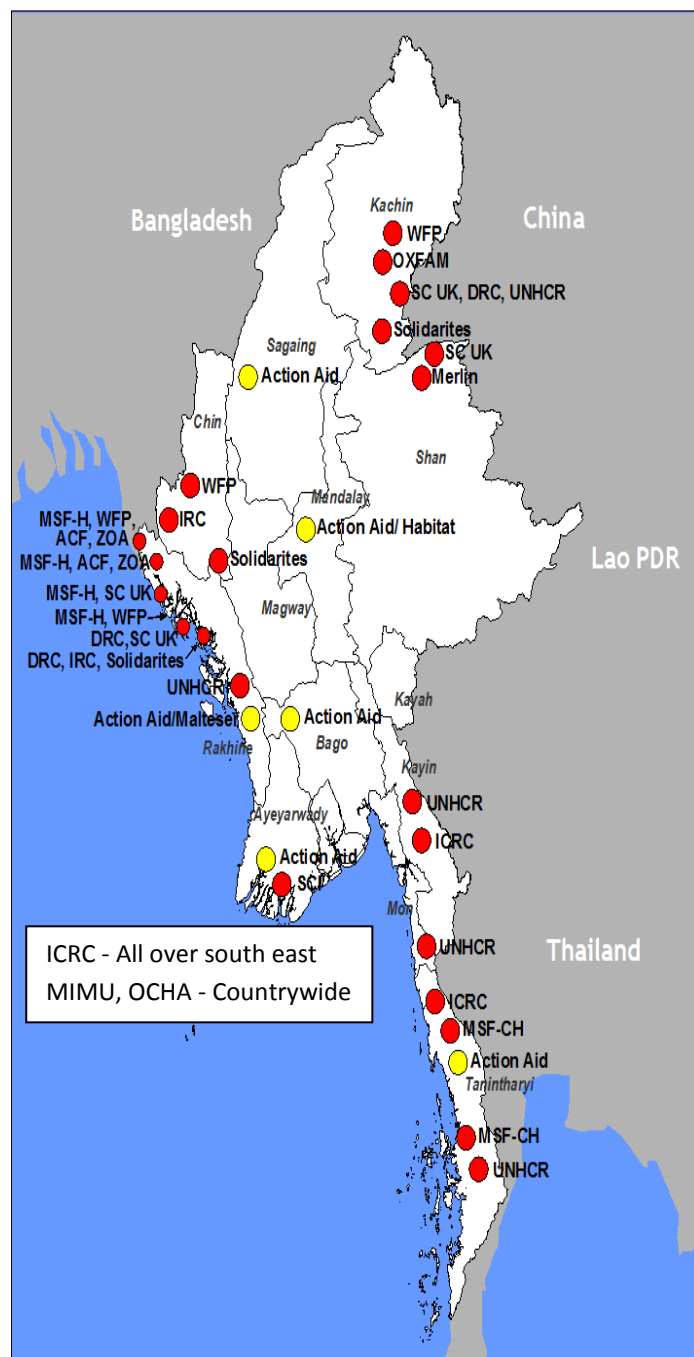 Bangladesh
China
Kachin
WFP
OXFAM
SC UK, DRC, UNHCR
Solidarites
Sagaing
SC UK
Action Aid
Merlin
Chin
Shan
WFP
Mandalay
MSF-H, WFP,
ACF, ZOA
IRC
Action Aid/ Habitat
Lao PDR
MSF-H, ACF, ZOA
Solidarites
MSF-H, SC UK
Magway
MSF-H, WFP
DRC,SC UK
DRC, IRC, Solidarites
UNHCR
Kayah
Action Aid/Malteser
Action Aid
Rakhine
Bago
Kayin
UNHCR
Ayeyarwady
ICRC
Action Aid
Mon
ICRC - All over south east
MIMU, OCHA - Countrywide
UNHCR
Thailand
ICRC
MSF-CH
Action Aid
Tanintharyi
MSF-CH
UNHCR